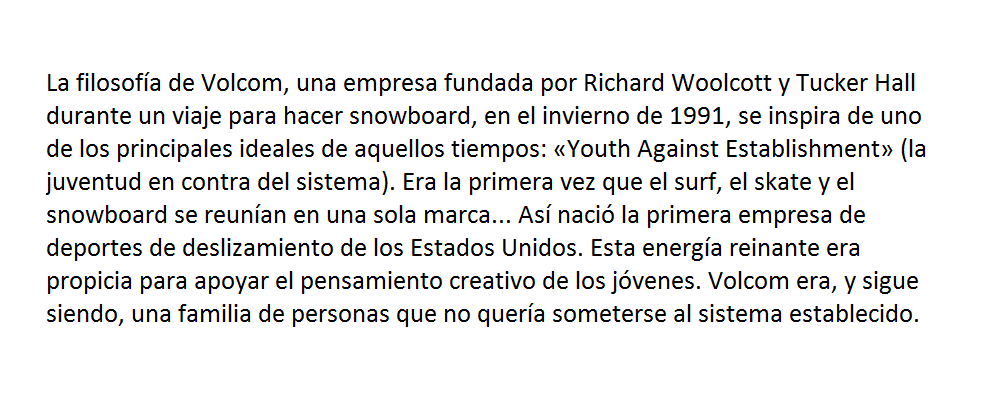 La filosofía de Volcom, una empresa fundada por Richard Woolcott y Tucker Hall
durante un viaje para hacer snowboard, en el invierno de 1991, se inspira de uno
de los principales ideales de aquellos tiempos: «Youth Against Establishment» (la
juventud en contra del sistema). Era la primera vez que el surf, el skate y el
snowboard se reunían en una sola marca... Así nació la primera empresa de
deportes de deslizamiento de los Estados Unidos. Esta energía reinante era
propicia para apoyar el pensamiento creativo de los jóvenes. Volcom era, y sigue
siendo, una familia de personas que no quería someterse al sistema establecido.